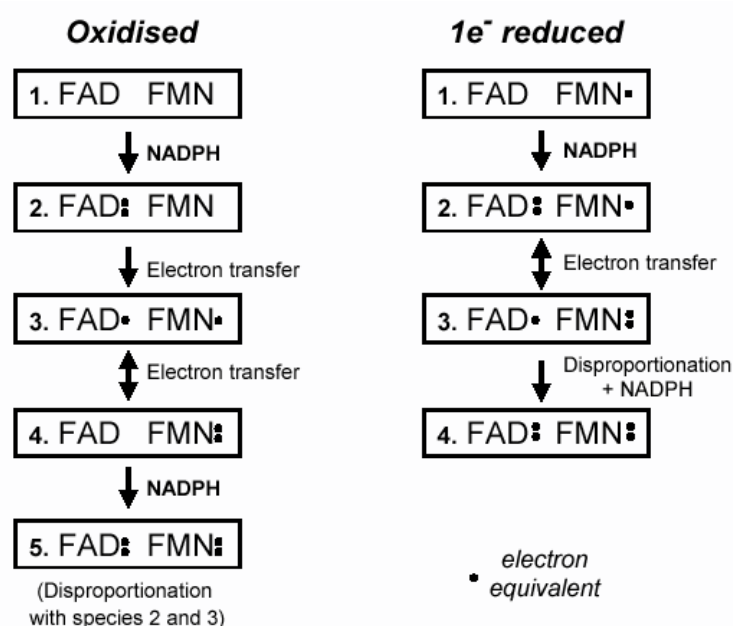 Oxidised
1. FAD FMN
NADPH
2. FAD: FMN
Electron transfer
3. FAD• FMN•
Electron transfer
4. FAD FMN:
NADPH
5. FAD: FMN:
(Disproportionation
with species 2 and 3)
1e⁻ reduced
1. FAD FMN•
NADPH
2. FAD: FMN•
Electron transfer
3. FAD• FMN:
Disproportionation
+ NADPH
4. FAD: FMN:
• electron
equivalent